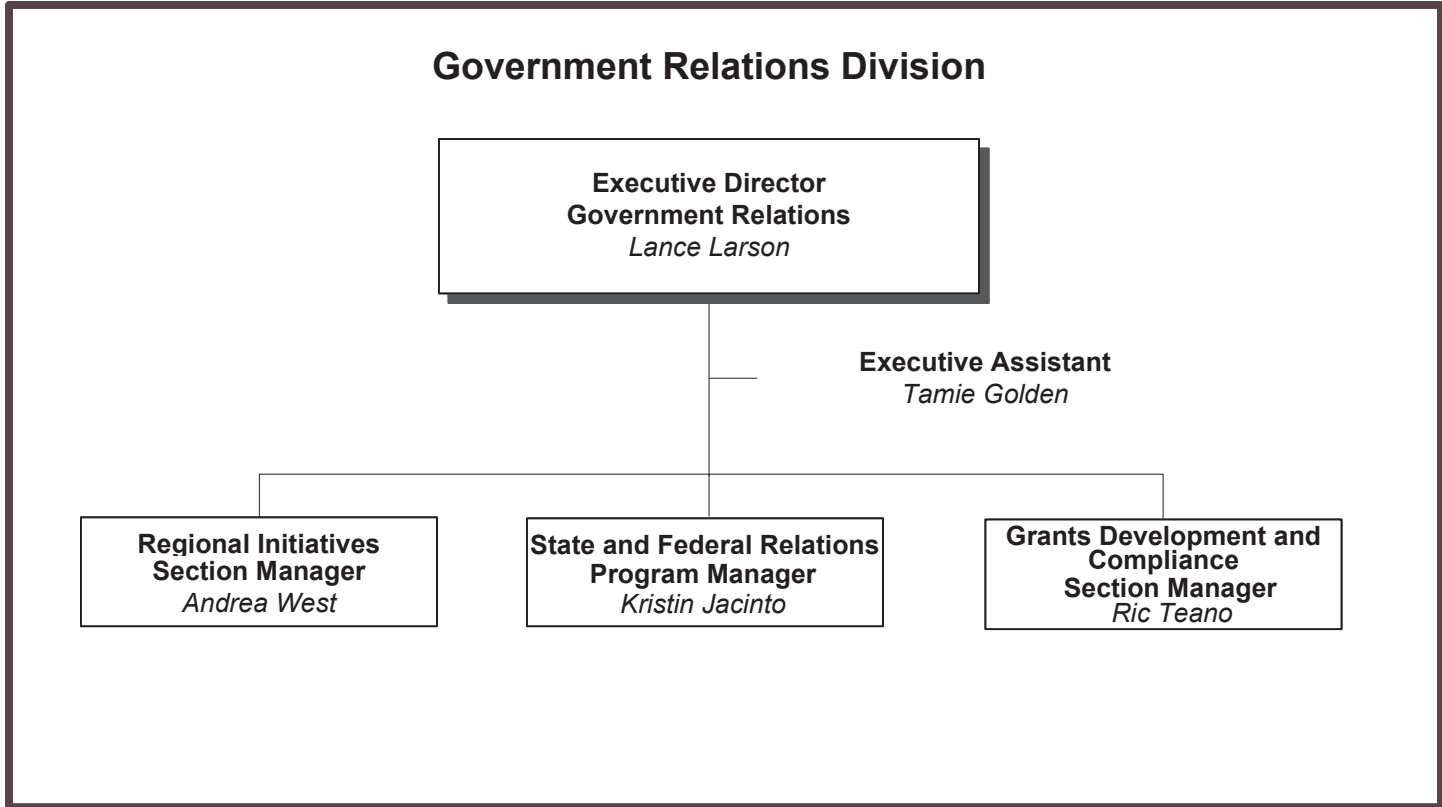 Government Relations Division
Executive Director
Government Relations
Lance Larson
Executive Assistant
Tamie Golden
Regional Initiatives
Section Manager
Andrea West
State and Federal Relations
Program Manager
Kristin Jacinto
Grants Development and
Compliance
Section Manager
Ric Teano